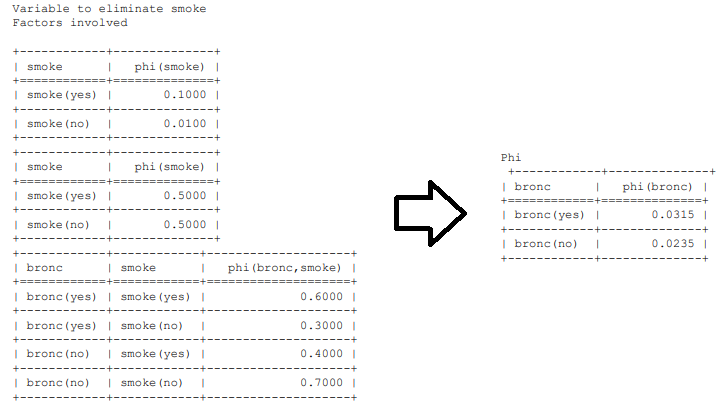 Variable to eliminate smoke
Factors involved
+------------+--------------+
| smoke      |   phi(smoke) |
+============+==============+
| smoke(yes) |       0.1000 |
+------------+--------------+
| smoke(no)  |       0.0100 |
+------------+--------------+
+------------+--------------+
| smoke      |   phi(smoke) |
+============+==============+
| smoke(yes) |       0.5000 |
+------------+--------------+
| smoke(no)  |       0.5000 |
+------------+--------------+
+------------+------------+--------------------+
| bronc      | smoke      |   phi(bronc,smoke) |
+============+============+====================+
| bronc(yes) | smoke(yes) |             0.6000 |
+------------+------------+--------------------+
| bronc(yes) | smoke(no)  |             0.3000 |
+------------+------------+--------------------+
| bronc(no)  | smoke(yes) |             0.4000 |
+------------+------------+--------------------+
| bronc(no)  | smoke(no)  |             0.7000 |
+------------+------------+--------------------+
Phi
+------------+--------------+
| bronc      |   phi(bronc) |
+============+==============+
| bronc(yes) |       0.0315 |
+------------+--------------+
| bronc(no)  |       0.0235 |
+------------+--------------+